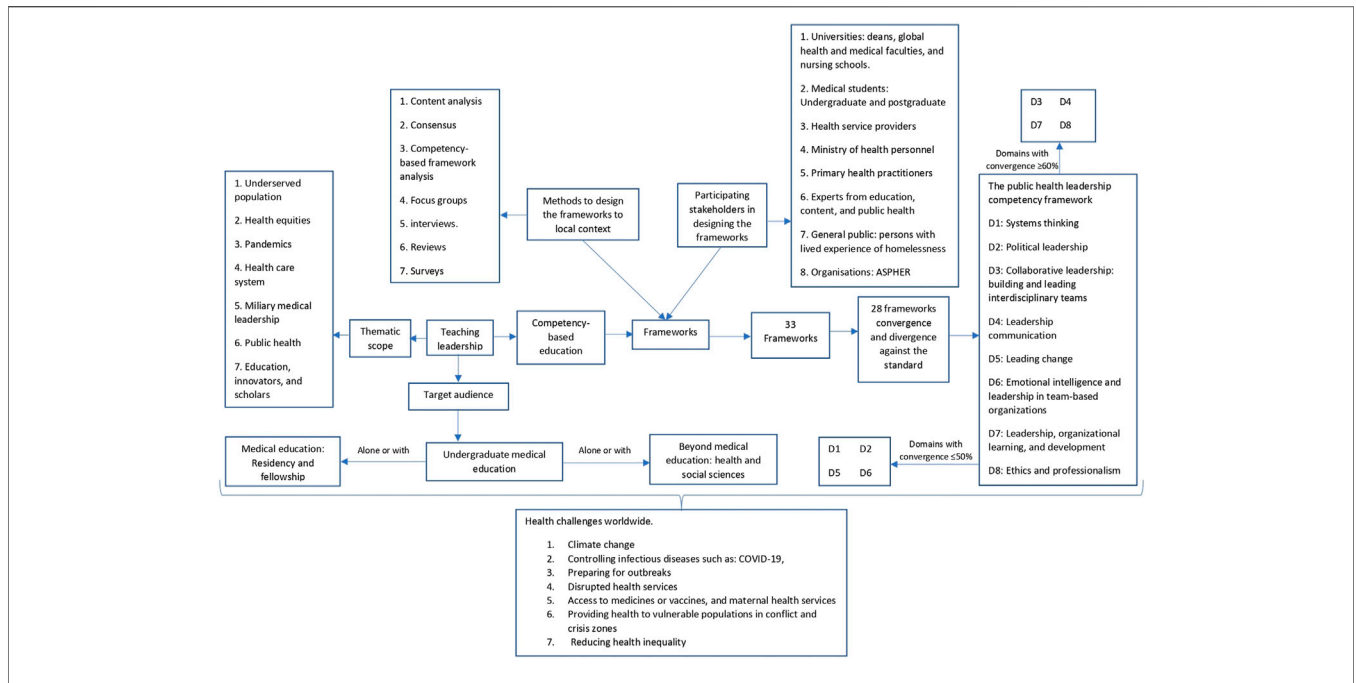 1. Universities: deans, global
health and medical faculties, and
nursing schools.
2. Medical students:
Undergraduate and postgraduate
3. Health service providers
4. Ministry of health personnel
5. Primary health practitioners
6. Experts from education,
content, and public health
7. General public: persons with
lived experience of homelessness
8. Organisations: ASPHER
1. Content analysis
2. Consensus
3. Competency-
based framework
analysis
4. Focus groups
5. interviews.
6. Reviews
7. Surveys
D3 D4
D7 D8
Domains with
convergence ≥60%
1. Underserved
population
2. Health equities
3. Pandemics
4. Health care
system
5. Miliary medical
leadership
6. Public health
7. Education,
innovators, and
scholars
Methods to design
the frameworks to
local context
Participating
stakeholders in
designing the
frameworks
The public health leadership
competency framework
D1: Systems thinking
D2: Political leadership
D3: Collaborative leadership:
building and leading
interdisciplinary teams
D4: Leadership
communication
D5: Leading change
D6: Emotional intelligence and
leadership in team-based
organizations
D7: Leadership, organizational
learning, and development
D8: Ethics and professionalism
Thematic
scope
Teaching
leadership
Competency-
based
education
Frameworks
33
Frameworks
28 frameworks
convergence
and divergence
against the
standard
Target audience
Medical education:
Residency and
fellowship
Alone or with
Undergraduate medical
education
Alone or with
Beyond medical
education: health and
social sciences
D1 D2
D5 D6
Domains with
convergence ≤50%
Health challenges worldwide.
1. Climate change
2. Controlling infectious diseases such as: COVID-19,
3. Preparing for outbreaks
4. Disrupted health services
5. Access to medicines or vaccines, and maternal health services
6. Providing health to vulnerable populations in conflict and
crisis zones
7. Reducing health inequality